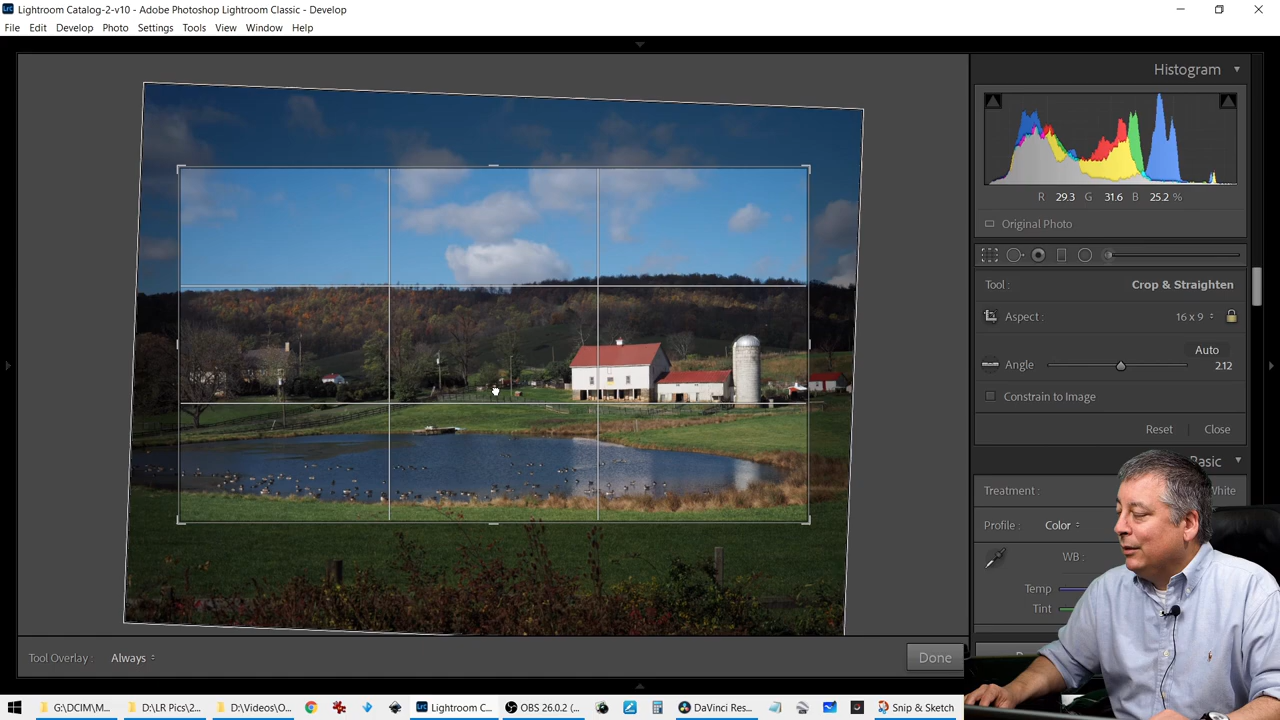 Lightroom Catalog-2-v10 - Adobe Photoshop Lightroom Classic - Develop
File Edit Develop Photo Settings Tools View Window Help
Histogram
R 29.3 G 31.6 B 25.2 %
Original Photo
Tool : Crop & Straighten
Aspect : 16 x 9
Auto
Angle 2.12
Constrain to Image
Reset Close
Basic
Treatment : White
Profile : Color
WB :
Temp
Tint
Tool Overlay : Always Done
G:\DCIM\M... D:\LR Pics\2... D:\Videos\O... Lightroom C... OBS 26.0.2 (... DaVinci Res... Snip & Sketch